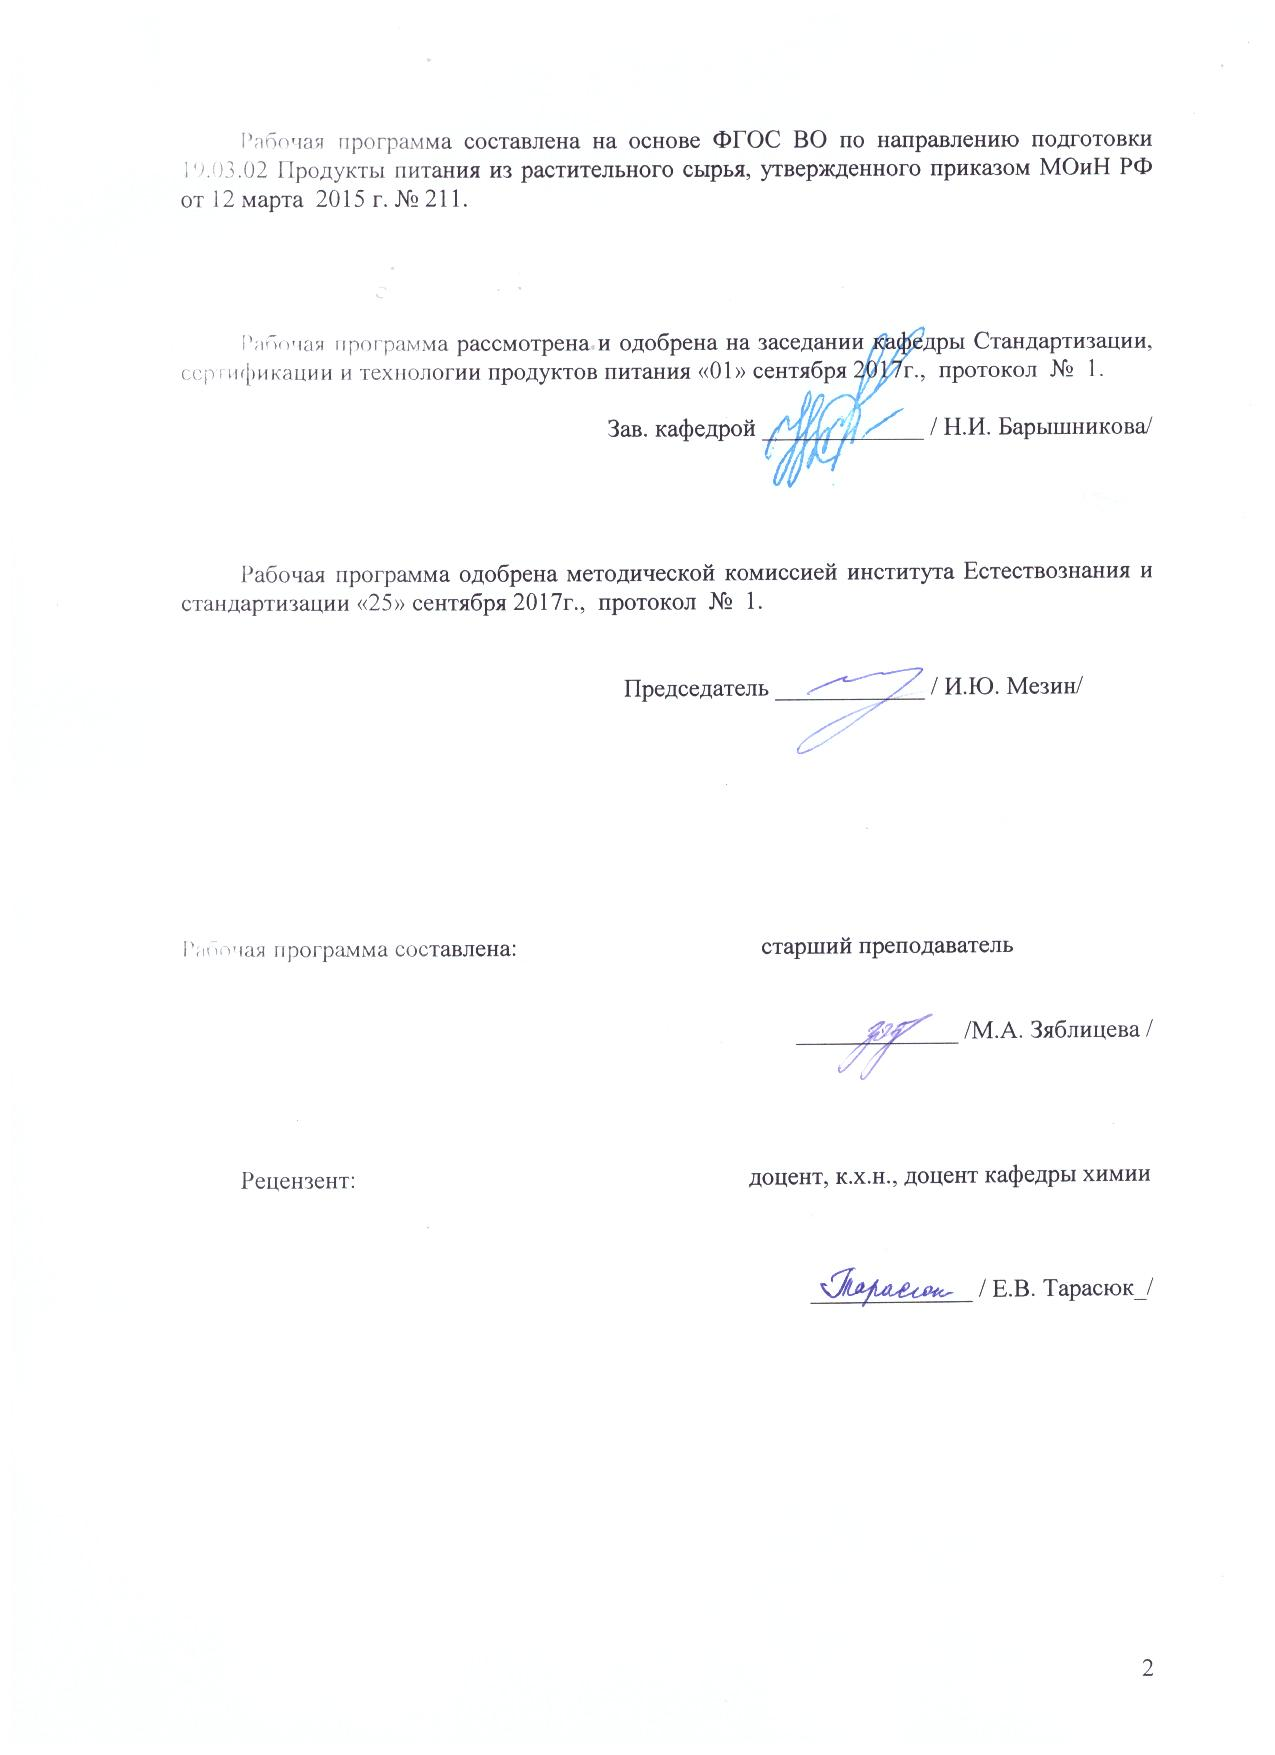 Рабочая программа составлена на основе ФГОС ВО по направлению подготовки
19.03.02 Продукты питания из растительного сырья, утвержденного приказом МОиН РФ
от 12 марта 2015 г. № 211.
Рабочая программа рассмотрена и одобрена на заседании кафедры Стандартизации,
сертификации и технологии продуктов питания «01» сентября 2017г., протокол № 1.
Зав. кафедрой _____________ / Н.И. Барышникова/
Рабочая программа одобрена методической комиссией института Естествознания и
стандартизации «25» сентября 2017г., протокол № 1.
Председатель ____________ / И.Ю. Мезин/
Рабочая программа составлена: старший преподаватель
_____________ /М.А. Зяблицева /
Рецензент: доцент, к.х.н., доцент кафедры химии
Тарасюк / Е.В. Тарасюк_/
2